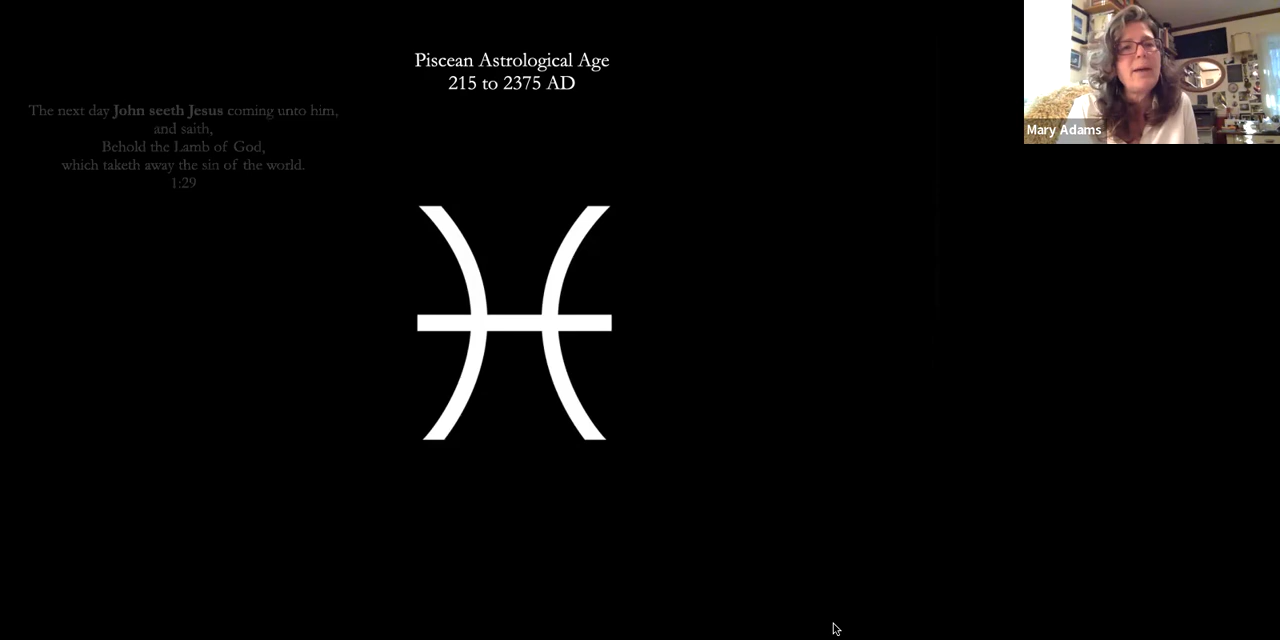 Piscean Astrological Age
215 to 2375 AD
The next day John seeth Jesus coming unto him,
and saith,
Behold the Lamb of God,
which taketh away the sin of the world.
1:29
Mary Adams